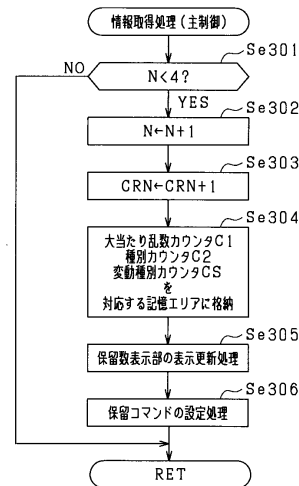 情報取得処理(主制御)
Se301
NO
N<4?
YES
Se302
N←N+1
Se303
CRN←CRN+1
Se304
大当たり乱数カウンタC1
種別カウンタC2
変動種別カウンタCS
を
対応する記憶エリアに格納
Se305
保留数表示部の表示更新処理
Se306
保留コマンドの設定処理
RET